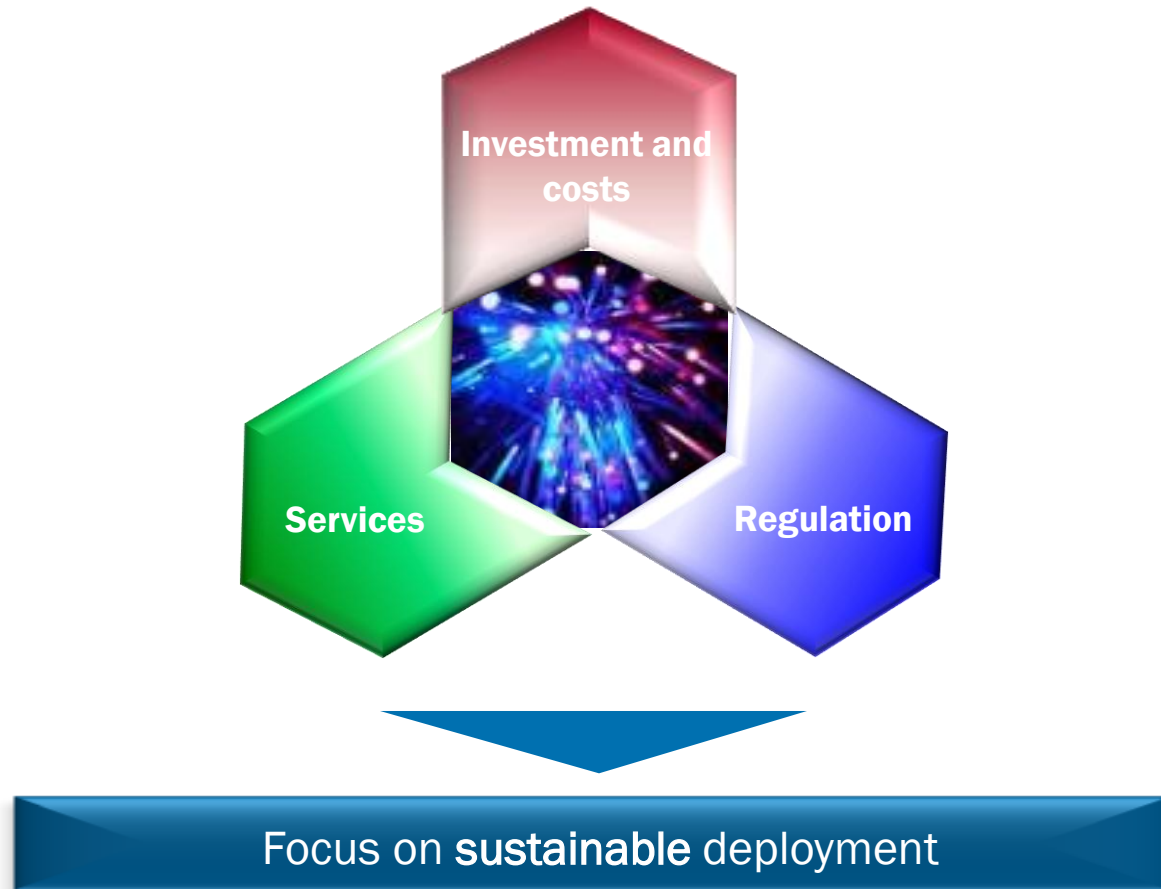 Investment and
costs
Services
Regulation
Focus on sustainable deployment